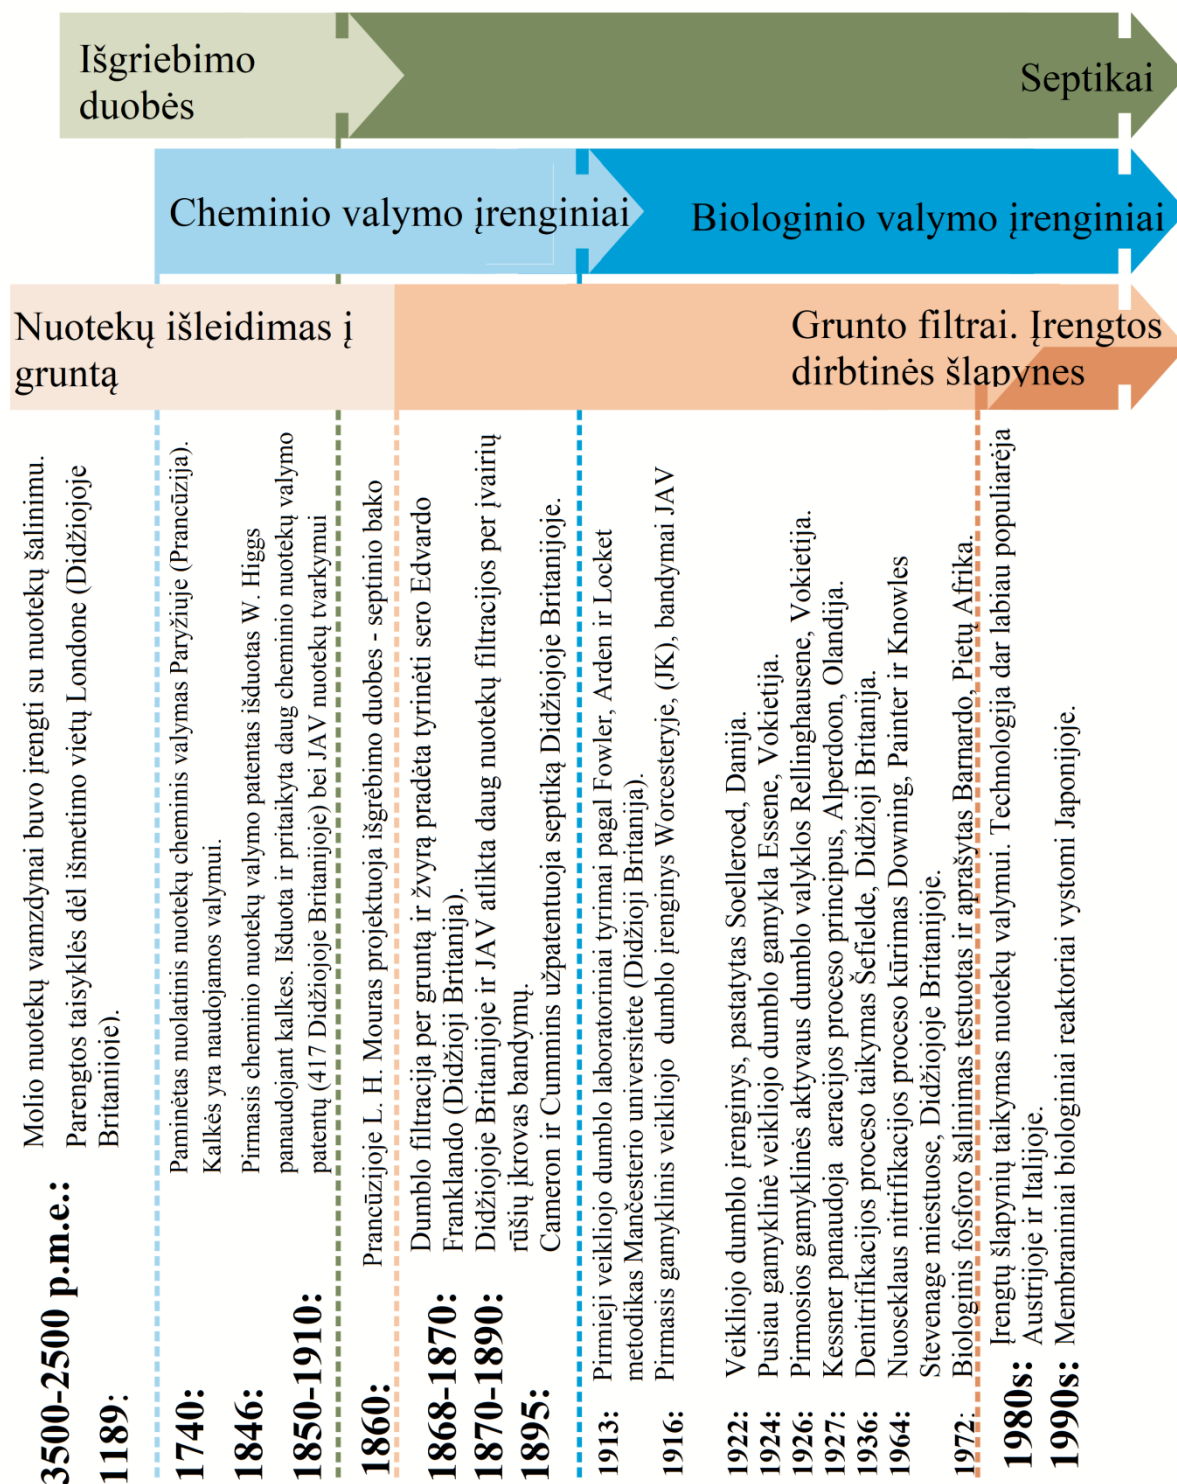 Išgriebimo
duobės
Septikai
Cheminio valymo įrenginiai
Biologinio valymo įrenginiai
Nuotekų išleidimas į
gruntą
Grunto filtrai. Įrengtos
dirbtinės šlapynes
3500-2500 p.m.e.: Molio nuotekų vamzdynai buvo įrengti su nuotekų šalinimu.
1189: Parengtos taisyklės dėl išmetimo vietų Londone (Didžiojoje
Britanijoje).
1740: Paminėtas nuolatinis nuotekų cheminis valymas Paryžiuje (Prancūzija).
Kalkės yra naudojamos valymui.
1846: Pirmasis cheminio nuotekų valymo patentas išduotas W. Higgs
1850-1910: panaudojant kalkes. Išduota ir pritaikyta daug cheminio nuotekų valymo
patentų (417 Didžiojoje Britanijoje) bei JAV nuotekų tvarkymui
1860: Prancūzijoje L. H. Mouras projektuoja išgrėbimo duobes - septinio bako
1868-1870: Dumblo filtracija per gruntą ir žvyrą pradėta tyrinėti sero Edvardo
Franklando (Didžioji Britanija).
1870-1890: Didžiojoje Britanijoje ir JAV atlikta daug nuotekų filtracijos per įvairių
rūšių įkrovas bandymų.
1895: Cameron ir Cummins užpatentuoja septiką Didžiojoje Britanijoje.
1913: Pirmieji veikliojo dumblo laboratoriniai tyrimai pagal Fowler, Arden ir Locket
metodikas Mančesterio universitete (Didžioji Britanija).
1916: Pirmasis gamyklinis veikliojo dumblo įrenginys Worcesteryje, (JK), bandymai JAV
1922: Veikliojo dumblo įrenginys, pastatytas Soelleroed, Danija.
1924: Pusiau gamyklinė veikliojo dumblo gamykla Essene, Vokietija.
1926: Pirmosios gamyklinės aktyvaus dumblo valyklos Rellinghausene, Vokietija.
1927: Kessner panaudoja aeracijos proceso principus, Alperdoon, Olandija.
1936: Denitrifikacijos proceso taikymas Šefielde, Didžioji Britanija.
1964: Nuoseklaus nitrifikacijos proceso kūrimas Downing, Painter ir Knowles
Stevenage miestuose, Didžiojoje Britanijoje.
1972: Biologinis fosforo šalinimas testuotas ir aprašytas Barnardo, Pietų Afrika.
1980s: Įrengtų šlapynių taikymas nuotekų valymui. Technologija dar labiau populiarėja
Austrijoje ir Italijoje.
1990s: Membraniniai biologiniai reaktoriai vystomi Japonijoje.